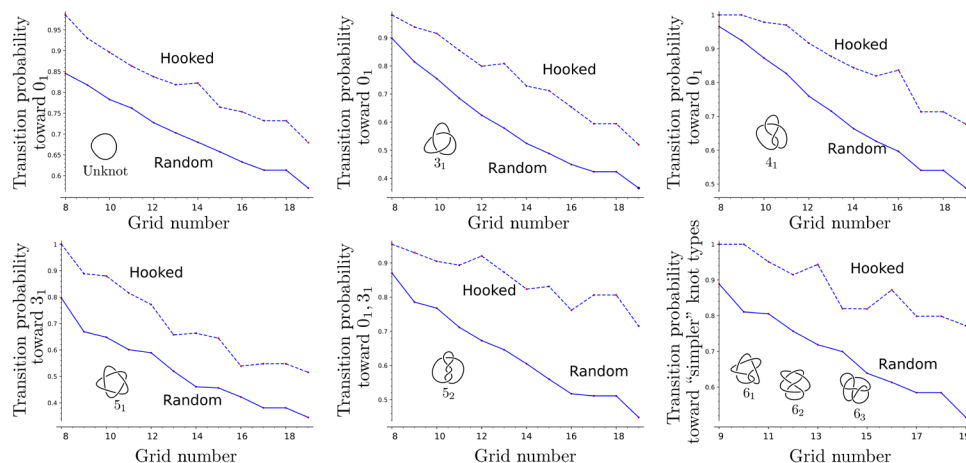 Transition probability
toward 0₁
0.95
0.9
0.85
0.8
0.75
0.7
0.65
0.6
Hooked
Random
Unknot
8 10 12 14 16 18
Grid number
Transition probability
toward 0₁
0.9
0.8
0.7
0.6
0.5
0.4
Hooked
Random
3₁
8 10 12 14 16 18
Grid number
Transition probability
toward 0₁
1
0.9
0.8
0.7
0.6
0.5
Hooked
Random
4₁
8 10 12 14 16 18
Grid number
Transition probability
toward 3₁
1
0.9
0.8
0.7
0.6
0.5
0.4
Hooked
Random
5₁
8 10 12 14 16 18
Grid number
Transition probability
toward 0₁, 3₁
0.9
0.8
0.7
0.6
0.5
Hooked
Random
5₂
8 10 12 14 16 18
Grid number
Transition probability
toward “simpler” knot types
1
0.9
0.8
0.7
0.6
Hooked
Random
6₁
6₂
6₃
9 11 13 15 17 19
Grid number